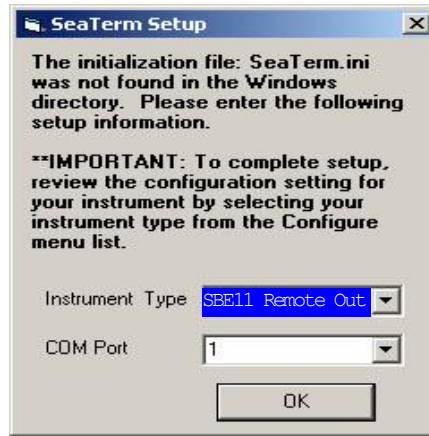 SeaTerm Setup
The initialization file: SeaTerm.ini
was not found in the Windows
directory. Please enter the following
setup information.
**IMPORTANT: To complete setup,
review the configuration setting for
your instrument by selecting your
instrument type from the Configure
menu list.
Instrument Type SBE11 Remote Out
COM Port 1
OK